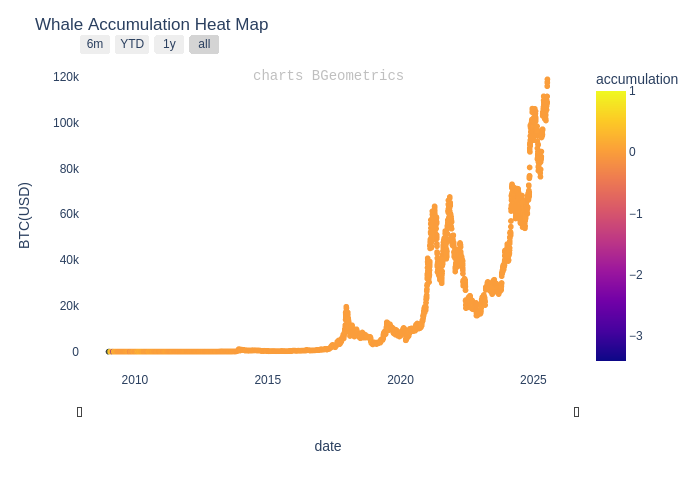 Whale Accumulation Heat Map
6m YTD 1y all
charts BGeometrics
accumulation
120k
100k
80k
60k
40k
20k
0
BTC(USD)
1
0
−1
−2
−3
2010 2015 2020 2025
date